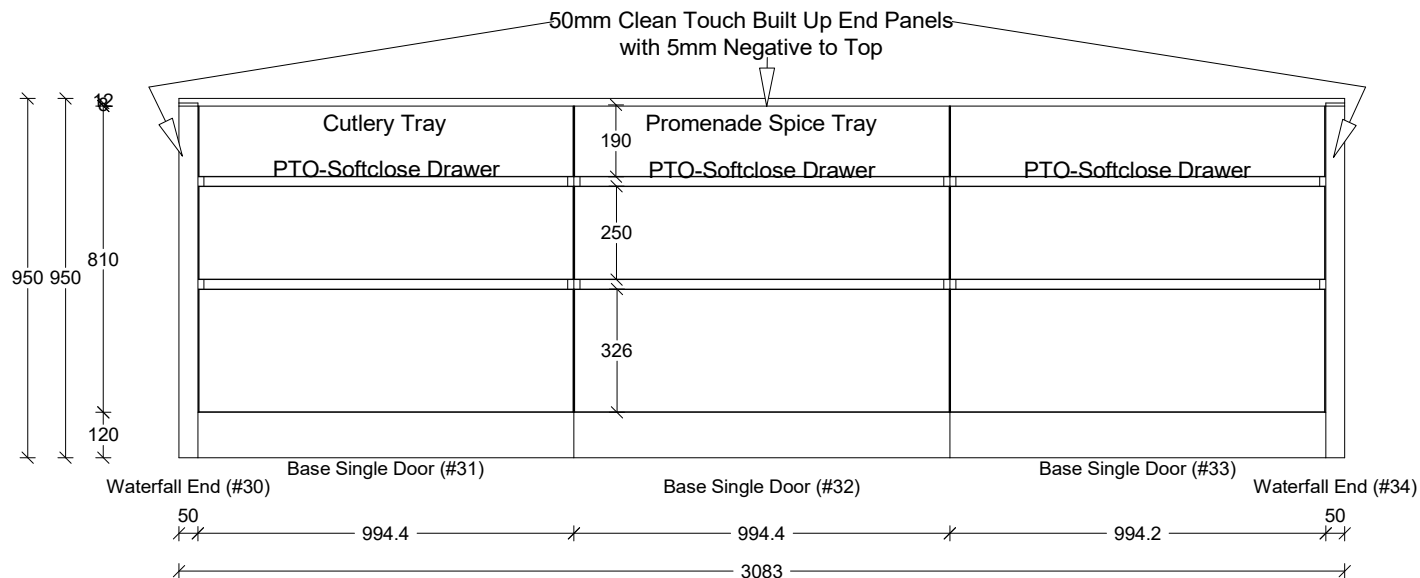 50mm Clean Touch Built Up End Panels
with 5mm Negative to Top
12
8
Cutlery Tray
Promenade Spice Tray
190
PTO-Softclose Drawer
PTO-Softclose Drawer
PTO-Softclose Drawer
250
810
950
950
326
120
Base Single Door (#31)
Base Single Door (#33)
Waterfall End (#30)
Base Single Door (#32)
Waterfall End (#34)
50
50
994.4
994.4
994.2
3083